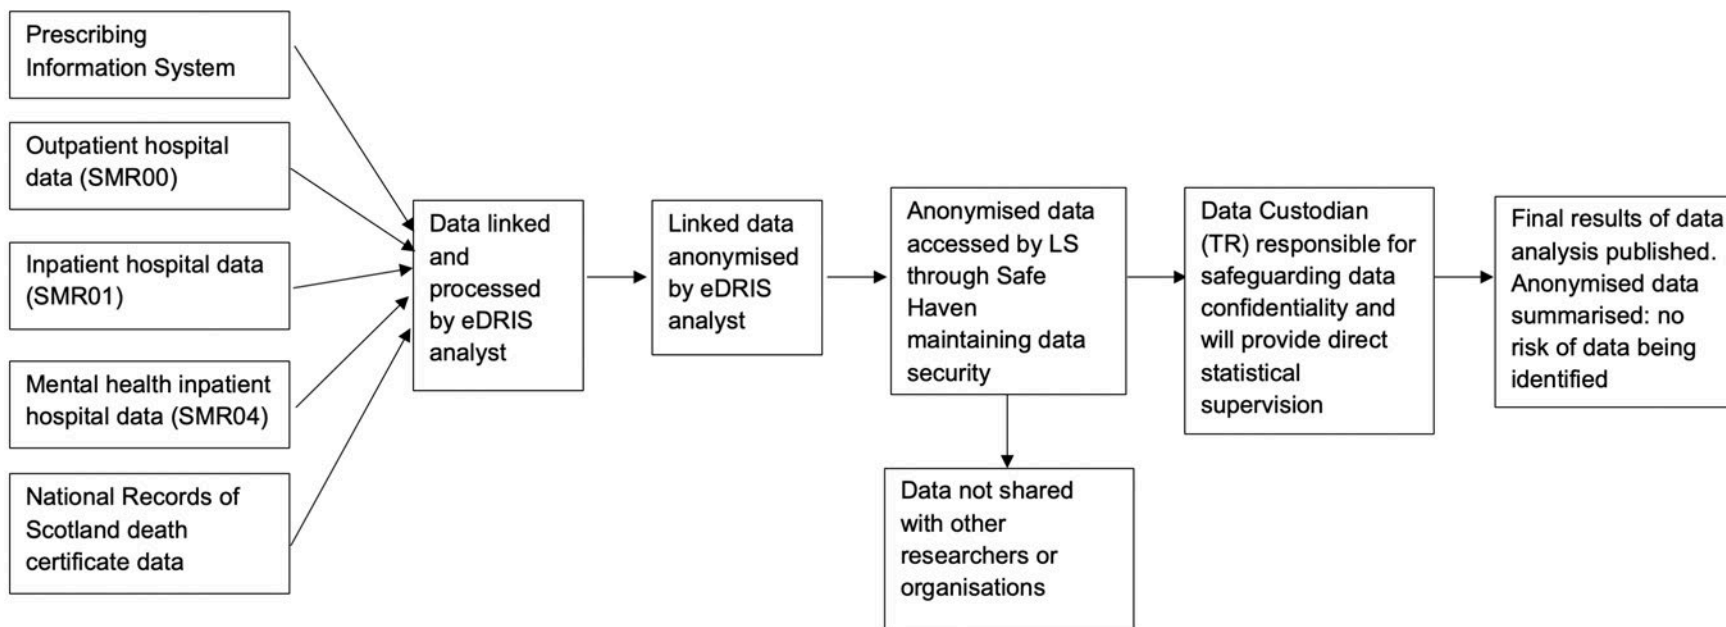 Prescribing
Information System
Outpatient hospital
data (SMR00)
Inpatient hospital data
(SMR01)
Mental health inpatient
hospital data (SMR04)
National Records of
Scotland death
certificate data
Data linked
and
processed
by eDRIS
analyst
Linked data
anonymised
by eDRIS
analyst
Anonymised data
accessed by LS
through Safe
Haven
maintaining data
security
Data not shared
with other
researchers or
organisations
Data Custodian
(TR) responsible for
safeguarding data
confidentiality and
will provide direct
statistical
supervision
Final results of data
analysis published.
Anonymised data
summarised: no
risk of data being
identified